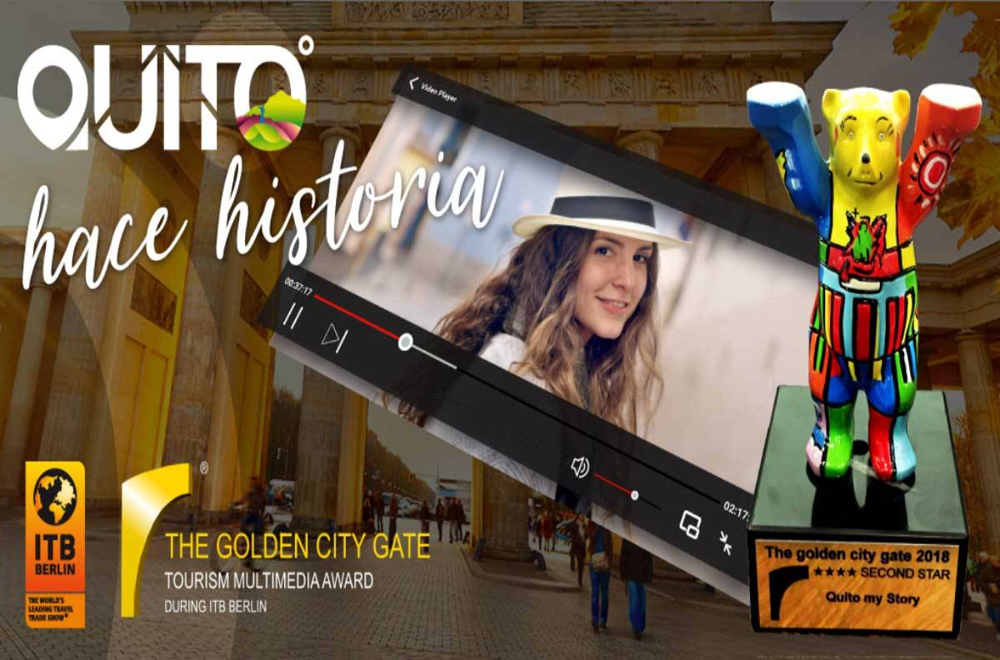 QUITO
hace historia
Video Player
00:37:17
02:17:
ITB
BERLIN
THE WORLD'S
LEADING TRAVEL
TRADE SHOW®
®
THE GOLDEN CITY GATE
TOURISM MULTIMEDIA AWARD
DURING ITB BERLIN
The golden city gate 2018
★★★★ SECOND STAR
Quito my Story